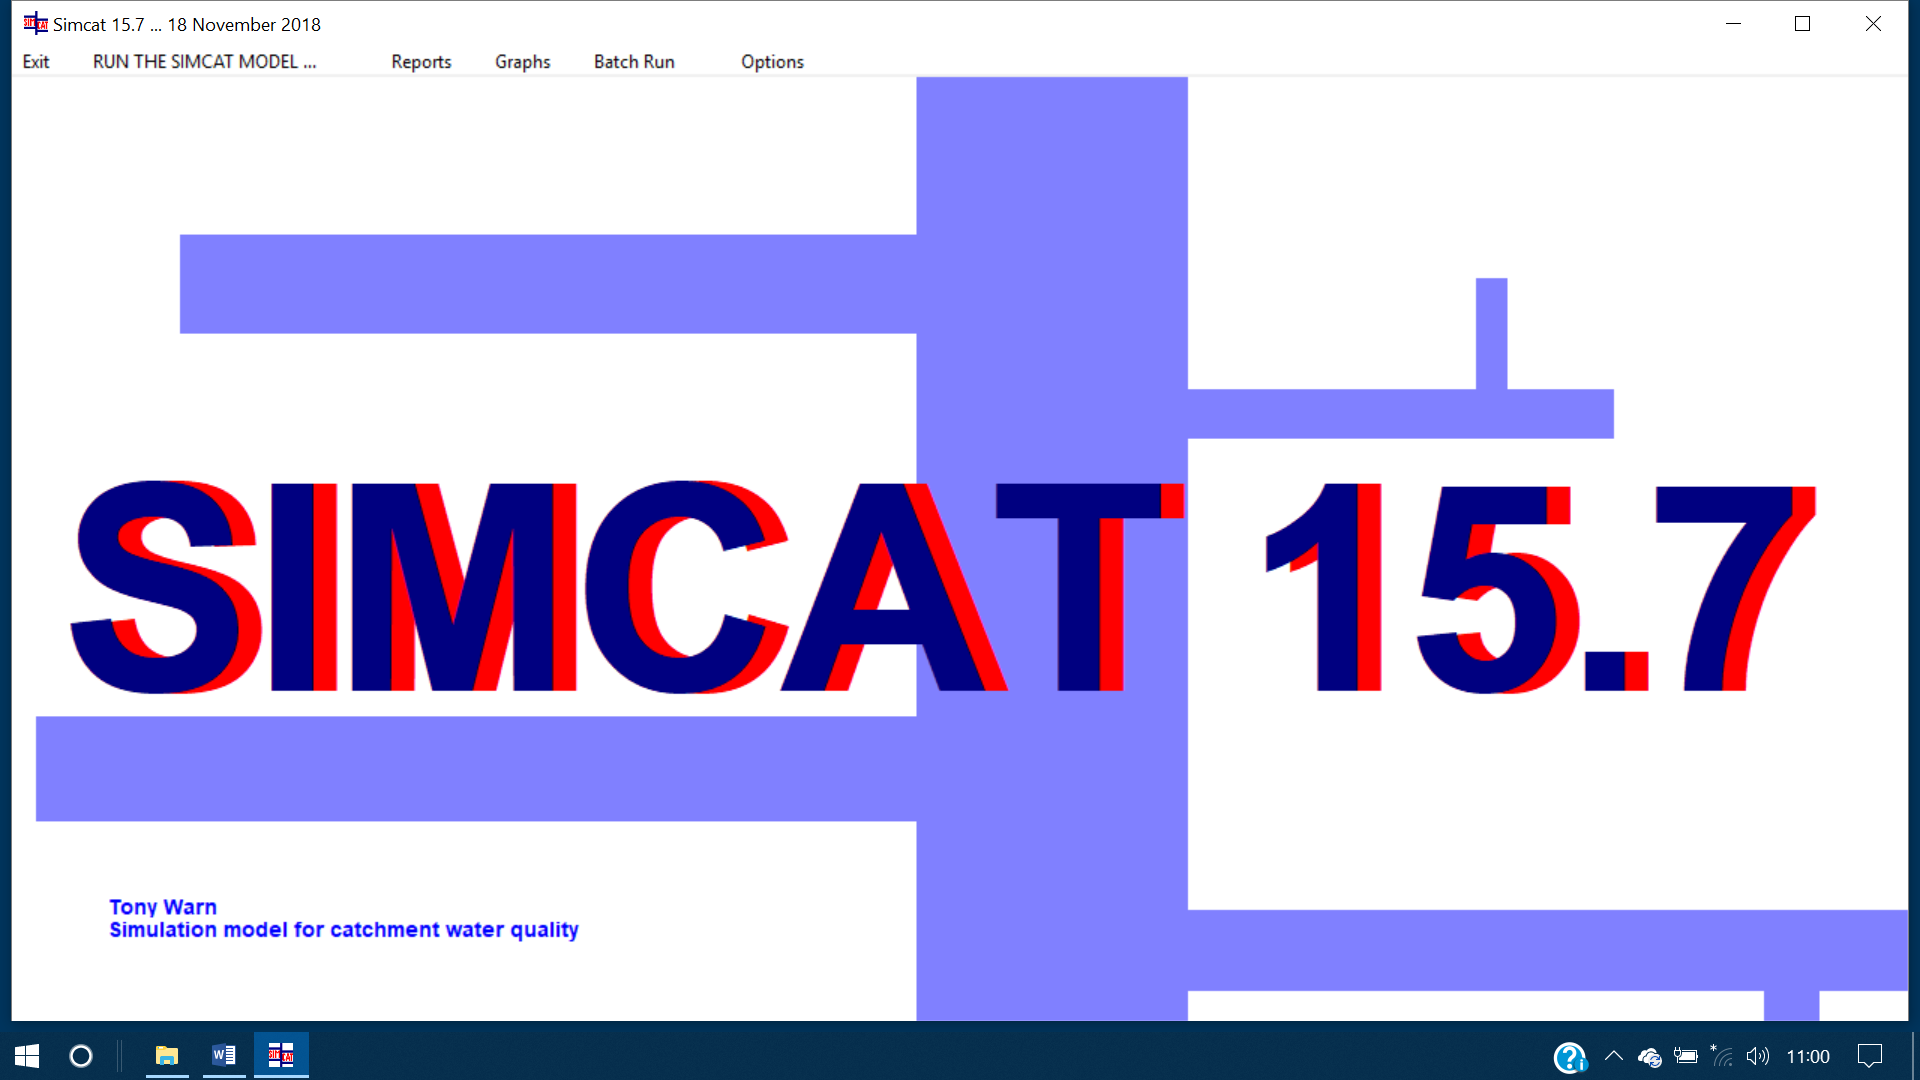 Simcat 15.7 ... 18 November 2018
Exit RUN THE SIMCAT MODEL ... Reports Graphs Batch Run Options
SIMCAT 15.7
Tony Warn
Simulation model for catchment water quality
11:00